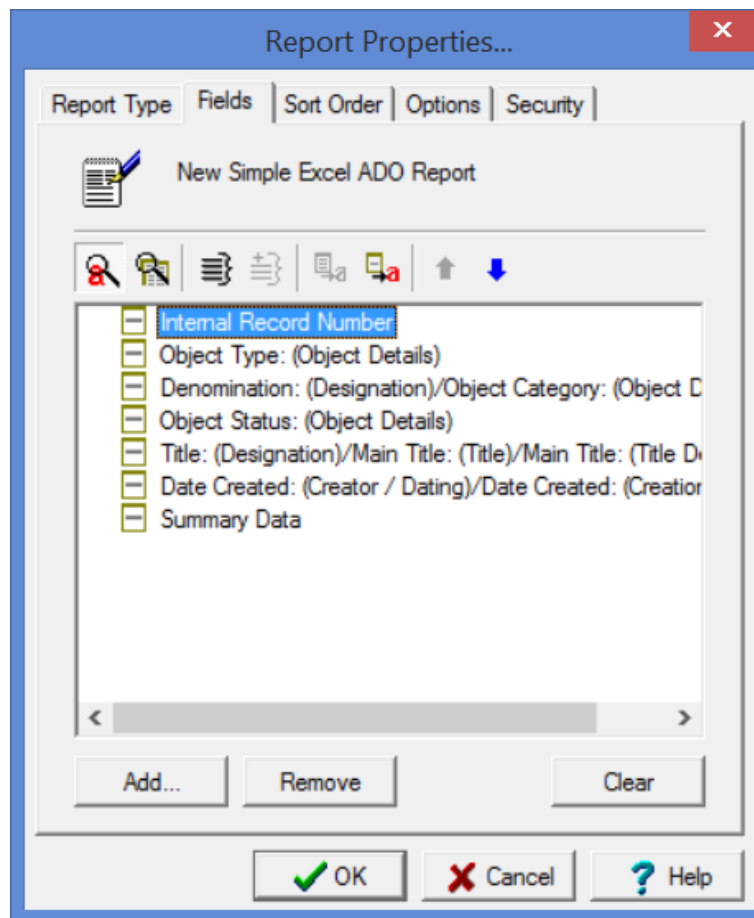 Report Properties...
Report Type Fields Sort Order Options Security
New Simple Excel ADO Report
Internal Record Number
Object Type: (Object Details)
Denomination: (Designation)/Object Category: (Object D
Object Status: (Object Details)
Title: (Designation)/Main Title: (Title)/Main Title: (Title De
Date Created: (Creator / Dating)/Date Created: (Creation
Summary Data
Add... Remove Clear
OK Cancel Help